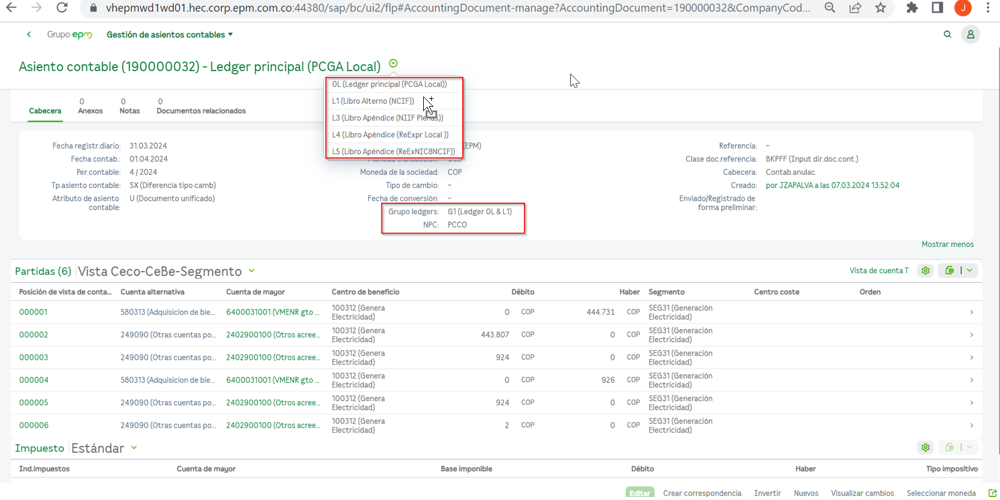 vhepmwd1wd01.hec.corp.epm.com.co:44380/sap/bc/ui2/flp#AccountingDocument-manage?AccountingDocument=190000032&CompanyCod...
J
Grupo·epm Gestión de asientos contables
Asiento contable (190000032) - Ledger principal (PCGA Local)
0L (Ledger principal (PCGA Local))
L1 (Libro Alterno (NCIF))
L3 (Libro Apéndice (NIIF Plenas))
L4 (Libro Apéndice (ReExpr Local ))
L5 (Libro Apéndice (ReExNIC8NCIF))
0 0 0
Cabecera Anexos Notas Documentos relacionados
Fecha registr.diario: 31.03.2024 (EPM) Referencia: –
Fecha contab.: 01.04.2024 Clase doc.referencia: BKPFF (Input dir.doc.cont.)
Per.contable: 4 / 2024 Moneda de la sociedad: COP Cabecera: Contab.anulac.
Tp.asiento contable: SX (Diferencia tipo camb) Tipo de cambio: – Creado: por JZAPALVA a las 07.03.2024 13:52:04
Atributo de asiento contable: U (Documento unificado) Fecha de conversión: – Enviado/Registrado de forma preliminar:
Grupo ledgers: G1 (Ledger 0L & L1)
NPC: PCCO
Mostrar menos
Partidas (6) Vista Ceco-CeBe-Segmento Vista de cuenta T
Posición de vista de conta... Cuenta alternativa Cuenta de mayor Centro de beneficio Débito Haber Segmento Centro coste Orden
000001 580313 (Adquisicion de bie... 6400031001 (VMENR gto ... 100312 (Genera Electricidad) 0 COP 444.731 COP SEG31 (Generación Electricidad)
000002 249090 (Otras cuentas po... 2402900100 (Otros acree... 100312 (Genera Electricidad) 443.807 COP 0 COP SEG31 (Generación Electricidad)
000003 249090 (Otras cuentas po... 2402900100 (Otros acree... 100312 (Genera Electricidad) 924 COP 0 COP SEG31 (Generación Electricidad)
000004 580313 (Adquisicion de bie... 6400031001 (VMENR gto ... 100312 (Genera Electricidad) 0 COP 926 COP SEG31 (Generación Electricidad)
000005 249090 (Otras cuentas po... 2402900100 (Otros acree... 100312 (Genera Electricidad) 924 COP 0 COP SEG31 (Generación Electricidad)
000006 249090 (Otras cuentas po... 2402900100 (Otros acree... 100312 (Genera Electricidad) 2 COP 0 COP SEG31 (Generación Electricidad)
Impuesto Estándar
Ind.impuestos Cuenta de mayor Base imponible Débito Haber Tipo impositivo
Editar Crear correspondencia Invertir Nuevos Visualizar cambios Seleccionar moneda